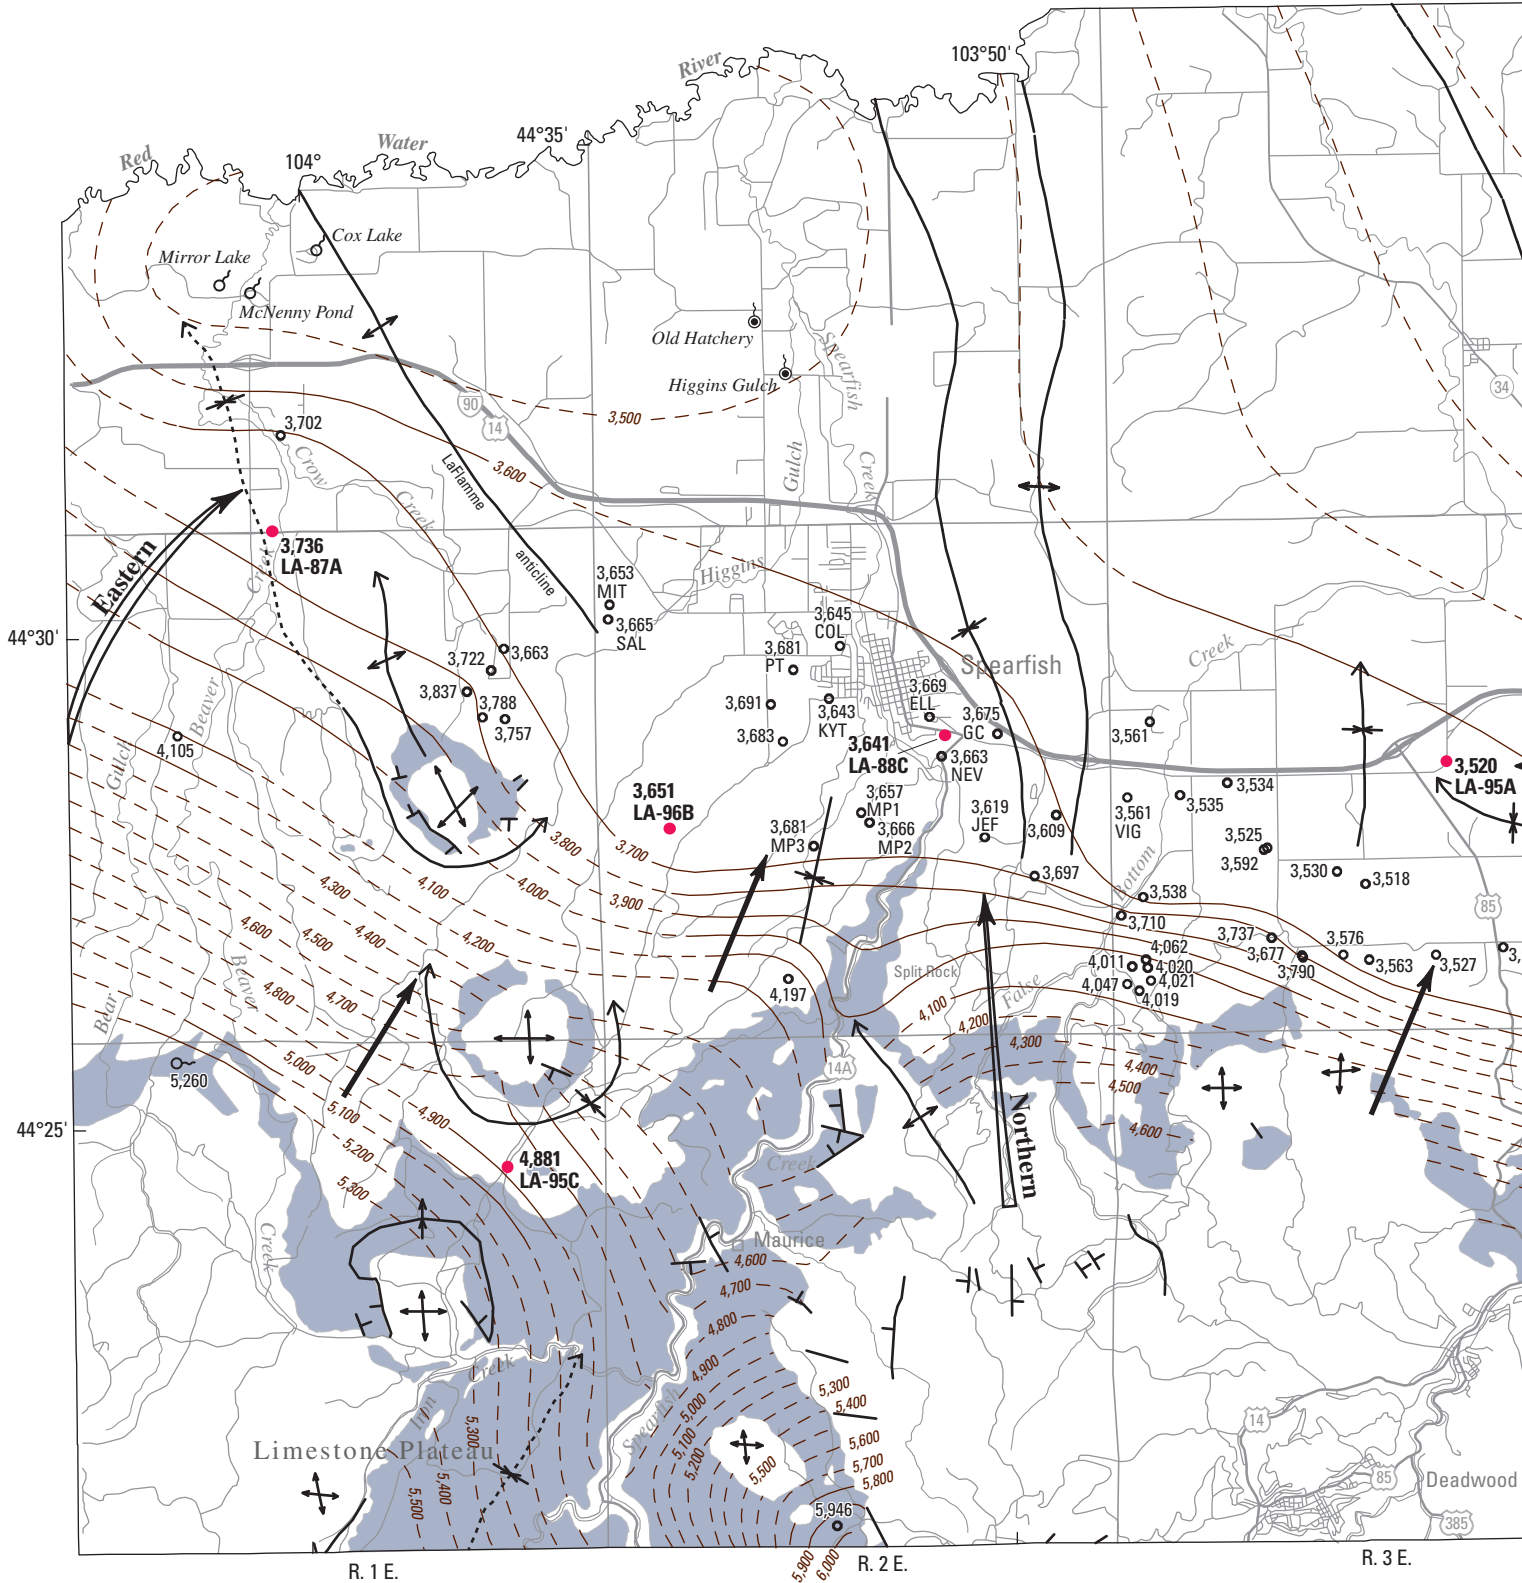 103°50'
River
44°35'
Water
Red
104°
Cox Lake
Mirror Lake
McNenny Pond
Old Hatchery
Spearfish
Higgins Gulch
34
90
14
3,500
3,702
Crow
3,600
LaFlamme
Gulch
Creek
Creek
85
Eastern
3,736
LA-87A
Creek
anticline
3,653
MIT
Higgins
3,645
COL
3,665
SAL
44°30'
3,681
PT
Spearfish
Creek
3,663
3,722
3,837
3,788
3,757
3,691
3,683
3,643
KYT
3,669
ELL
3,675
GC
3,561
4,105
Beaver
Gulch
3,641
LA-88C
3,663
NEV
3,520
LA-95A
3,651
LA-96B
3,657
MP1
3,666
MP2
3,681
MP3
3,619
JEF
3,609
3,561
VIG
3,535
3,534
3,525
3,592
3,530
3,518
3,800
3,700
3,697
Bottom
3,538
3,710
4,300
4,100
4,000
3,900
4,600
4,500
4,400
4,200
3,737
3,677
3,790
3,576
3,563
3,527
3,
4,062
4,011
4,020
4,021
4,047
4,019
Split Rock
False
4,197
Beaver
4,800
4,700
Bear
4,100
4,200
4,300
4,400
4,500
4,600
5,000
5,260
14A
5,100
4,900
5,200
5,300
Northern
44°25'
4,881
LA-95C
Creek
Creek
Maurice
4,600
4,700
4,800
4,900
5,000
5,100
5,200
5,500
5,300
5,400
5,600
5,700
5,800
Creek
Iron
Spearfish
5,300
5,400
5,500
Limestone Plateau
14
85
Deadwood
385
5,946
5,900
6,000
R. 1 E.
R. 2 E.
R. 3 E.